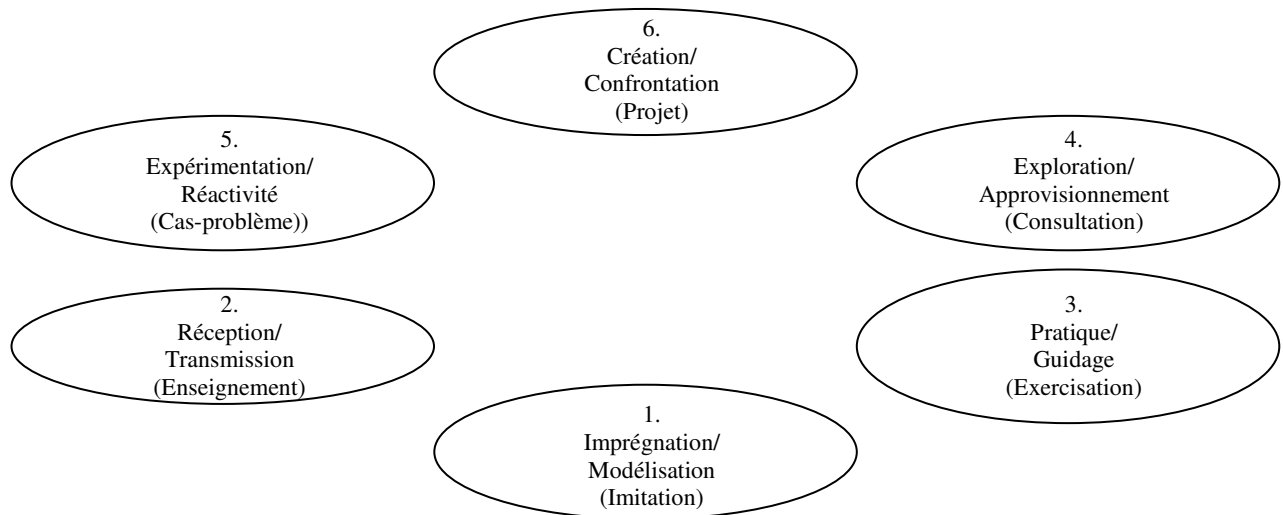 6.
Création/
Confrontation
(Projet)
5.
Expérimentation/
Réactivité
(Cas-problème))
4.
Exploration/
Approvisionnement
(Consultation)
2.
Réception/
Transmission
(Enseignement)
3.
Pratique/
Guidage
(Exercisation)
1.
Imprégnation/
Modélisation
(Imitation)